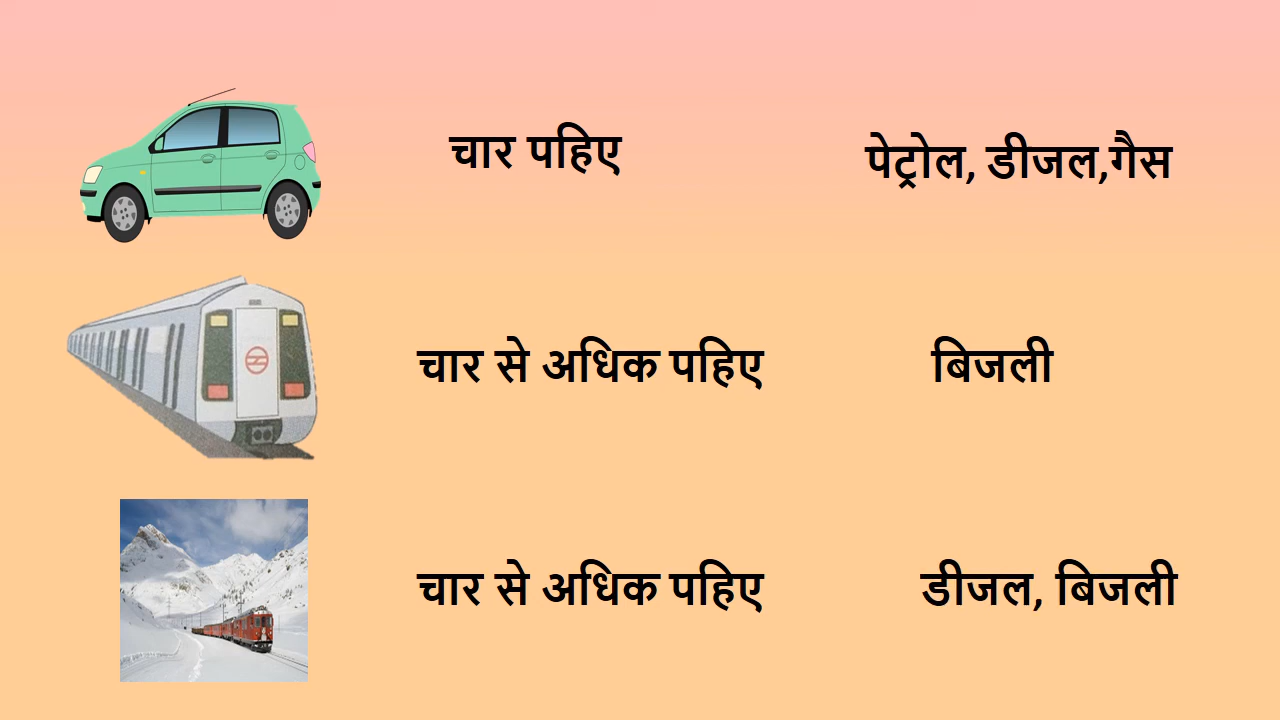 चार पहिए
पेट्रोल, डीजल,गैस
चार से अधिक पहिए
बिजली
चार से अधिक पहिए
डीजल, बिजली